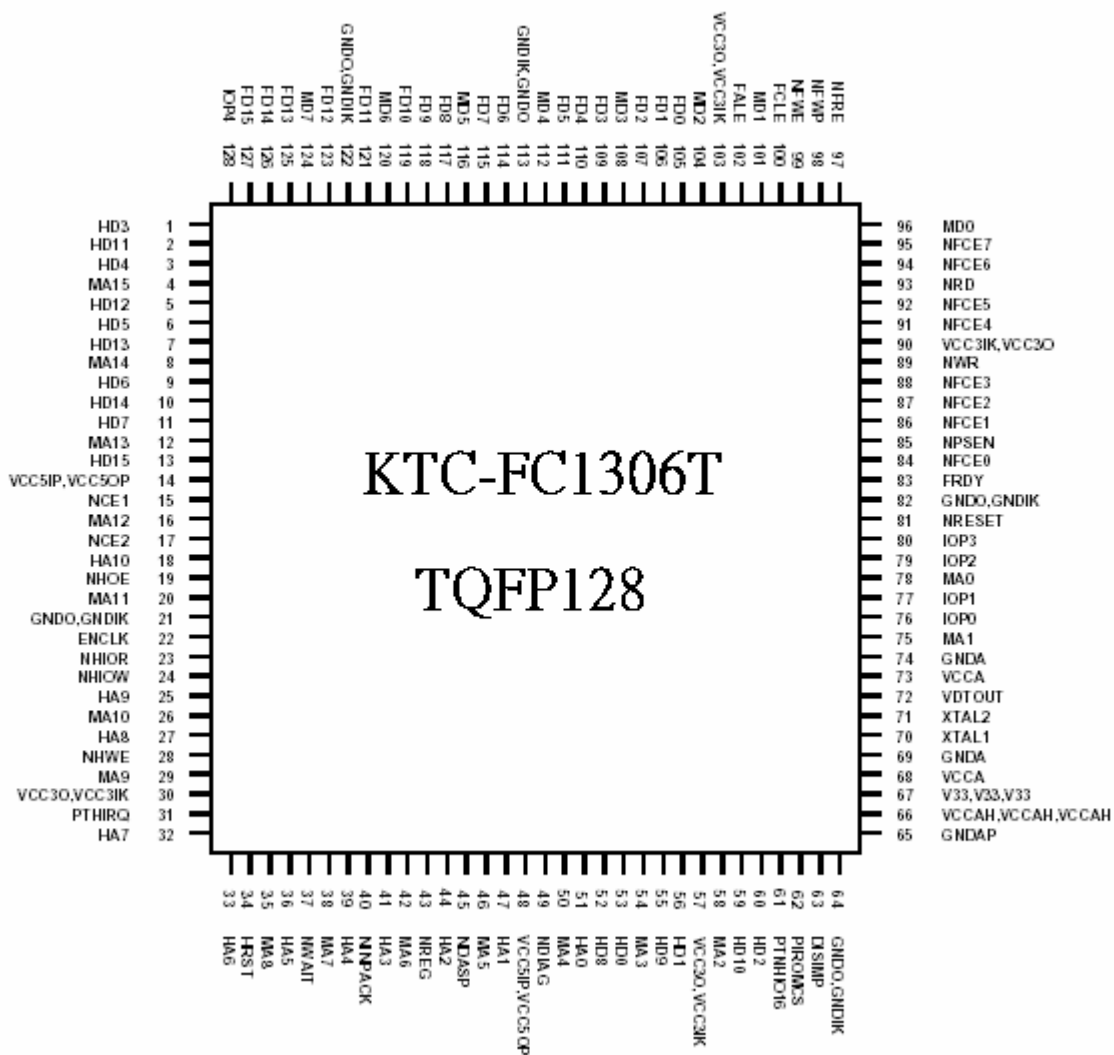 IOP4 FD15 FD14 FD13 MD7 FD12 GNDO,GNDIK FD11 MD6 FD10 FD9 FD8 MD5 FD7 FD6 GNDIK,GNDO MD4 FD5 FD4 FD3 MD3 FD2 FD1 FD0 MD2 VCC3O,VCC3IK FALE MD1 FCLE NFWE NFWP NFRE
128 127 126 125 124 123 122 121 120 119 118 117 116 115 114 113 112 111 110 109 108 107 106 105 104 103 102 101 100 99 98 97
HD3 1
HD11 2
HD4 3
MA15 4
HD12 5
HD5 6
HD13 7
MA14 8
HD6 9
HD14 10
HD7 11
MA13 12
HD15 13
VCC5IP,VCC5OP 14
NCE1 15
MA12 16
NCE2 17
HA10 18
NHOE 19
MA11 20
GNDO,GNDIK 21
ENCLK 22
NHIOR 23
NHIOW 24
HA9 25
MA10 26
HA8 27
NHWE 28
MA9 29
VCC3O,VCC3IK 30
PTHIRQ 31
HA7 32
KTC-FC1306T
TQFP128
96 MD0
95 NFCE7
94 NFCE6
93 NRD
92 NFCE5
91 NFCE4
90 VCC3IK,VCC3O
89 NWR
88 NFCE3
87 NFCE2
86 NFCE1
85 NPSEN
84 NFCE0
83 FRDY
82 GNDO,GNDIK
81 NRESET
80 IOP3
79 IOP2
78 MA0
77 IOP1
76 IOP0
75 MA1
74 GNDA
73 VCCA
72 VDTOUT
71 XTAL2
70 XTAL1
69 GNDA
68 VCCA
67 V33,V33,V33
66 VCCAH,VCCAH,VCCAH
65 GNDAP
33 34 35 36 37 38 39 40 41 42 43 44 45 46 47 48 49 50 51 52 53 54 55 56 57 58 59 60 61 62 63 64
HA6 HRST MA8 HA5 NWAIT MA7 HA4 NINPACK HA3 MA6 NREG HA2 NDASP MA5 HA1 VCC5IP,VCC5OP NDIAG MA4 HA0 HD8 HD0 MA3 HD9 HD1 VCC3O,VCC3IK MA2 HD10 HD2 PTNHIO16 PIROMCS DISIMP GNDO,GNDIK